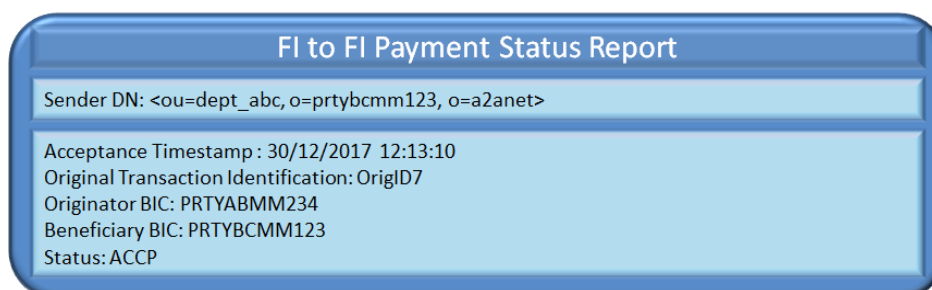 FI to FI Payment Status Report
Sender DN: <ou=dept_abc, o=prtybcmm123, o=a2anet>
Acceptance Timestamp : 30/12/2017 12:13:10
Original Transaction Identification: OrigID7
Originator BIC: PRTYABMM234
Beneficiary BIC: PRTYBCMM123
Status: ACCP